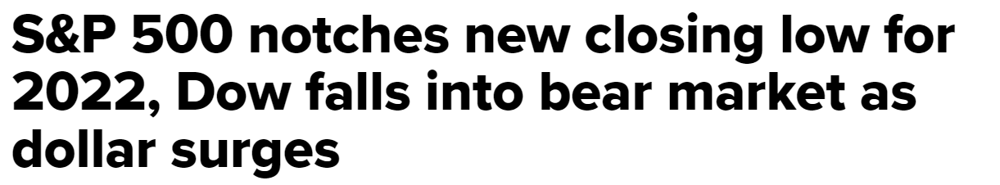 S&P 500 notches new closing low for
2022, Dow falls into bear market as
dollar surges